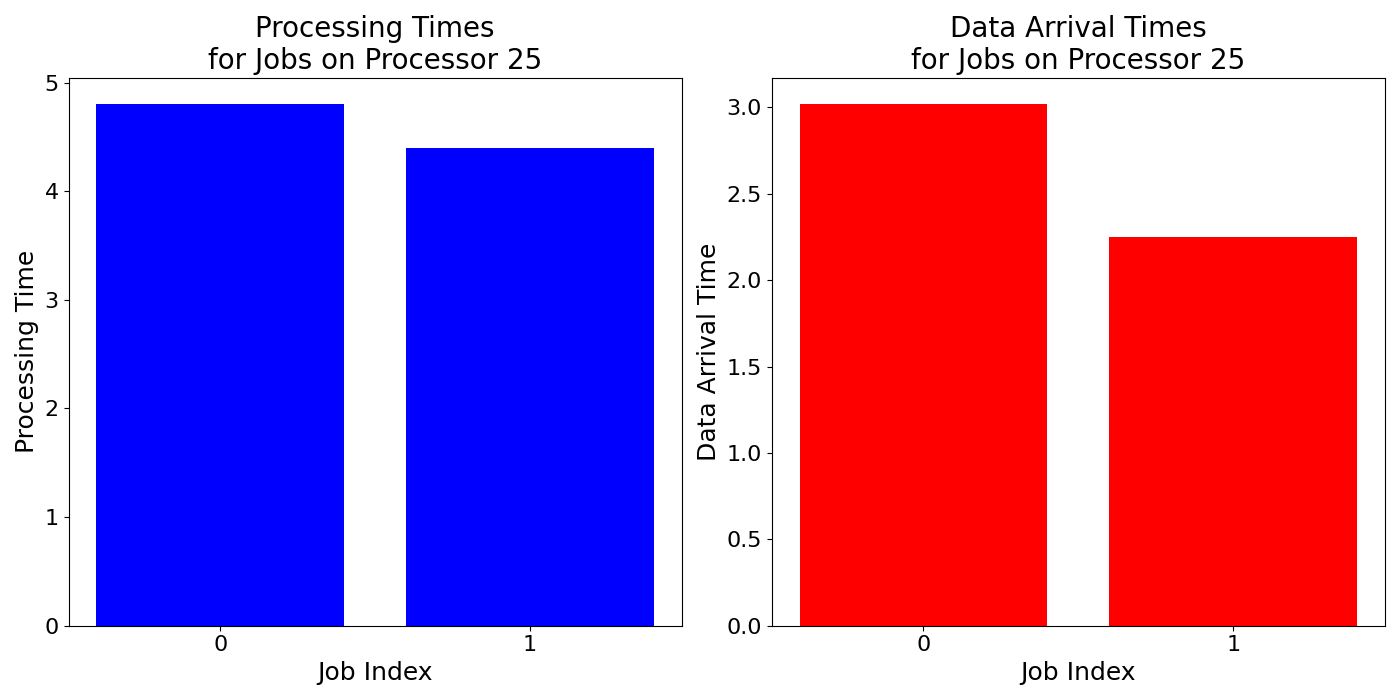 Processing Times
for Jobs on Processor 25
Processing Time
5
4
3
2
1
0
0 1
Job Index
Data Arrival Times
for Jobs on Processor 25
Data Arrival Time
3.0
2.5
2.0
1.5
1.0
0.5
0.0
0 1
Job Index